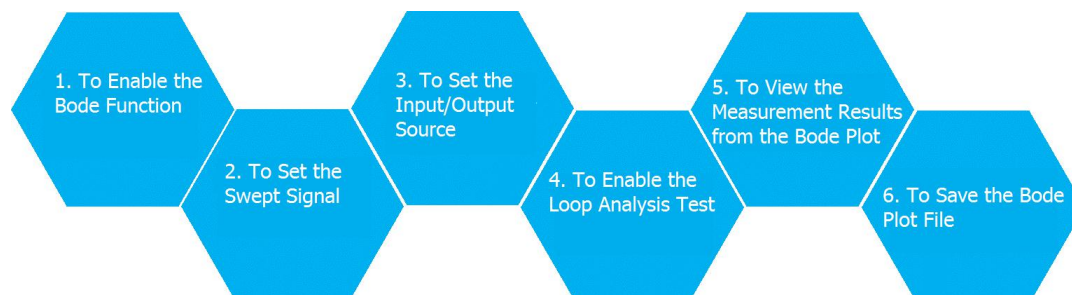 1. To Enable the
Bode Function
2. To Set the
Swept Signal
3. To Set the
Input/Output
Source
4. To Enable the
Loop Analysis Test
5. To View the
Measurement Results
from the Bode Plot
6. To Save the Bode
Plot File